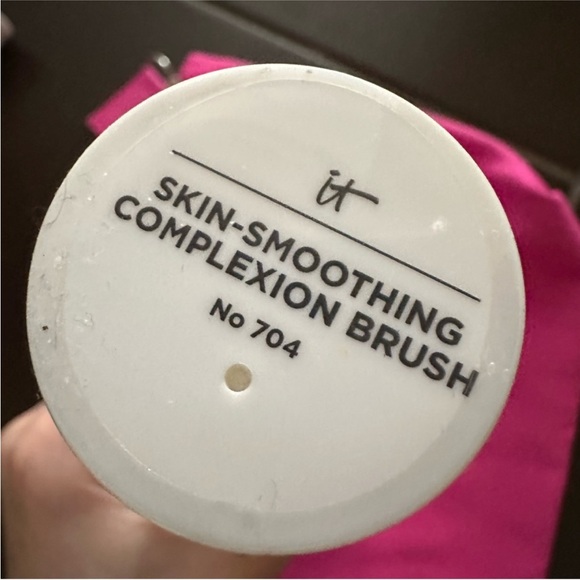 it
SKIN-SMOOTHING
COMPLEXION BRUSH
No 704